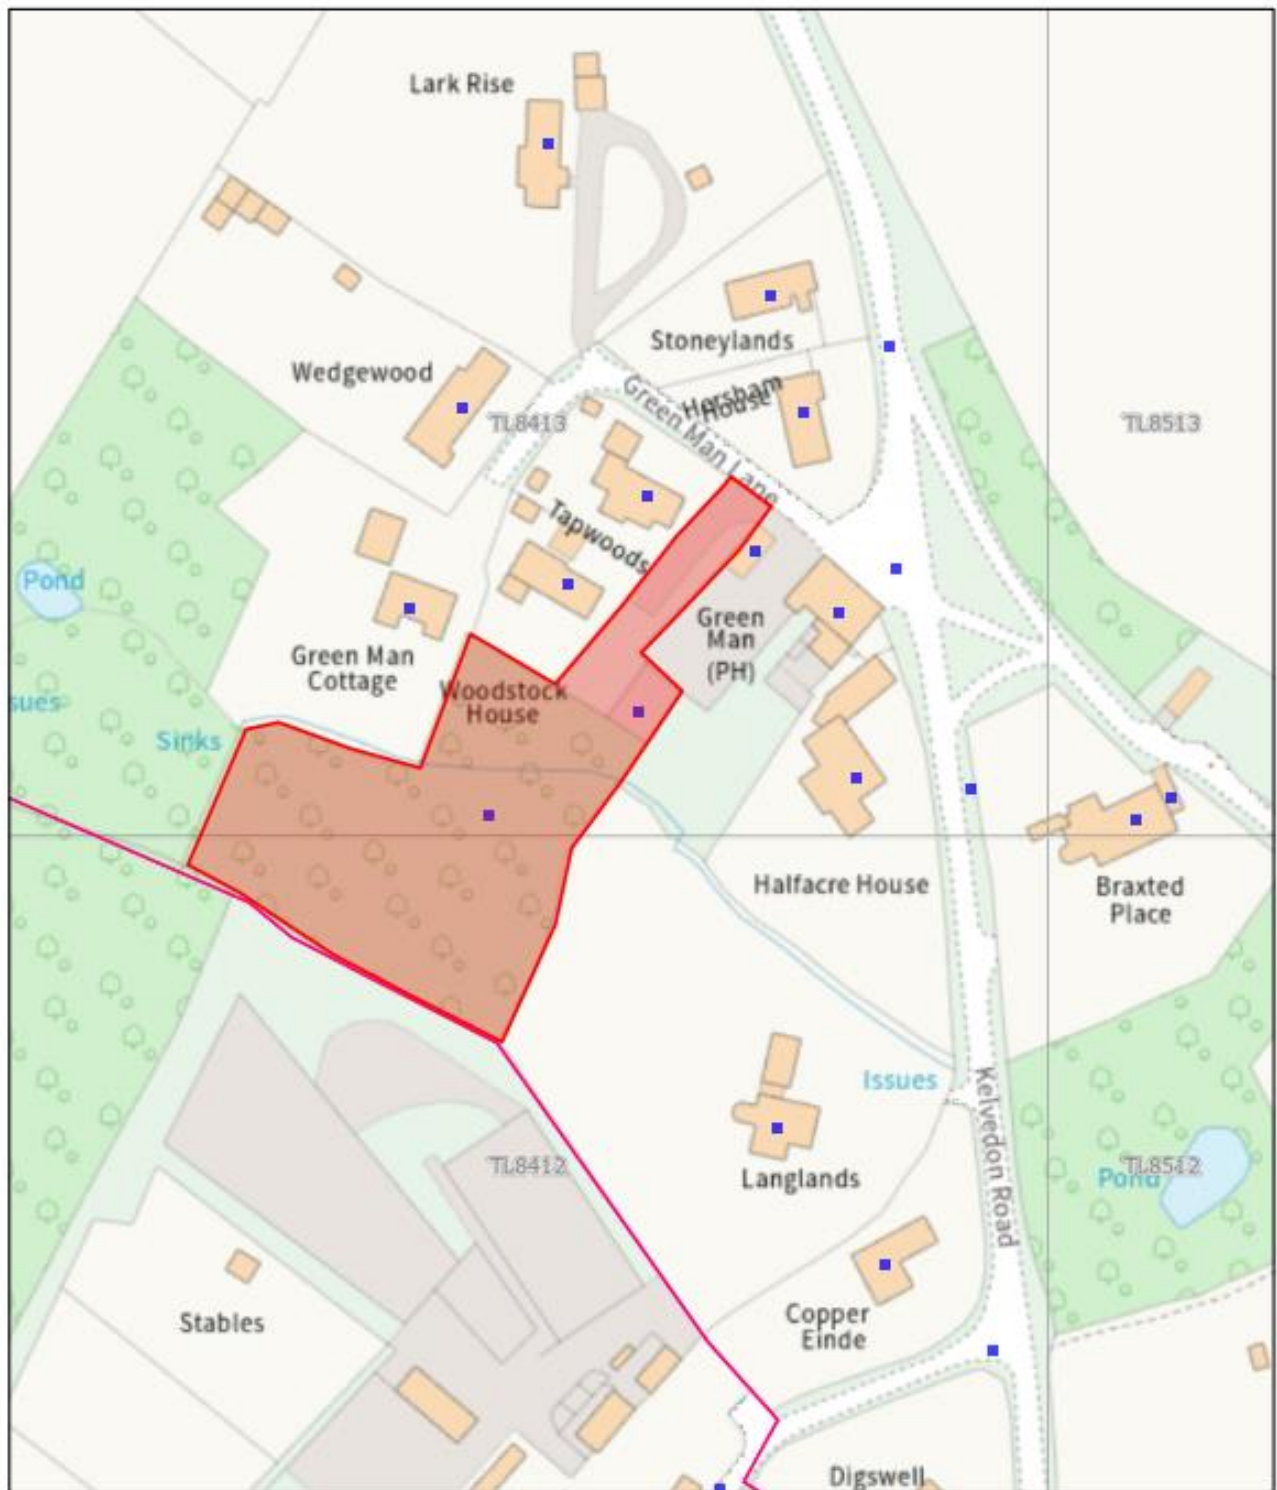 Lark Rise
Stoneylands
Wedgewood
Hersham
House
Green Man Lane
TL8413
TL8513
Tapwoods
Pond
Green
Man
(PH)
Green Man
Cottage
Woodstock
House
sues
Sinks
Halfacre House
Braxted
Place
Issues
Kelvedon Road
TL8412
Langlands
Pond
TL8512
Stables
Copper
Einde
Digswell